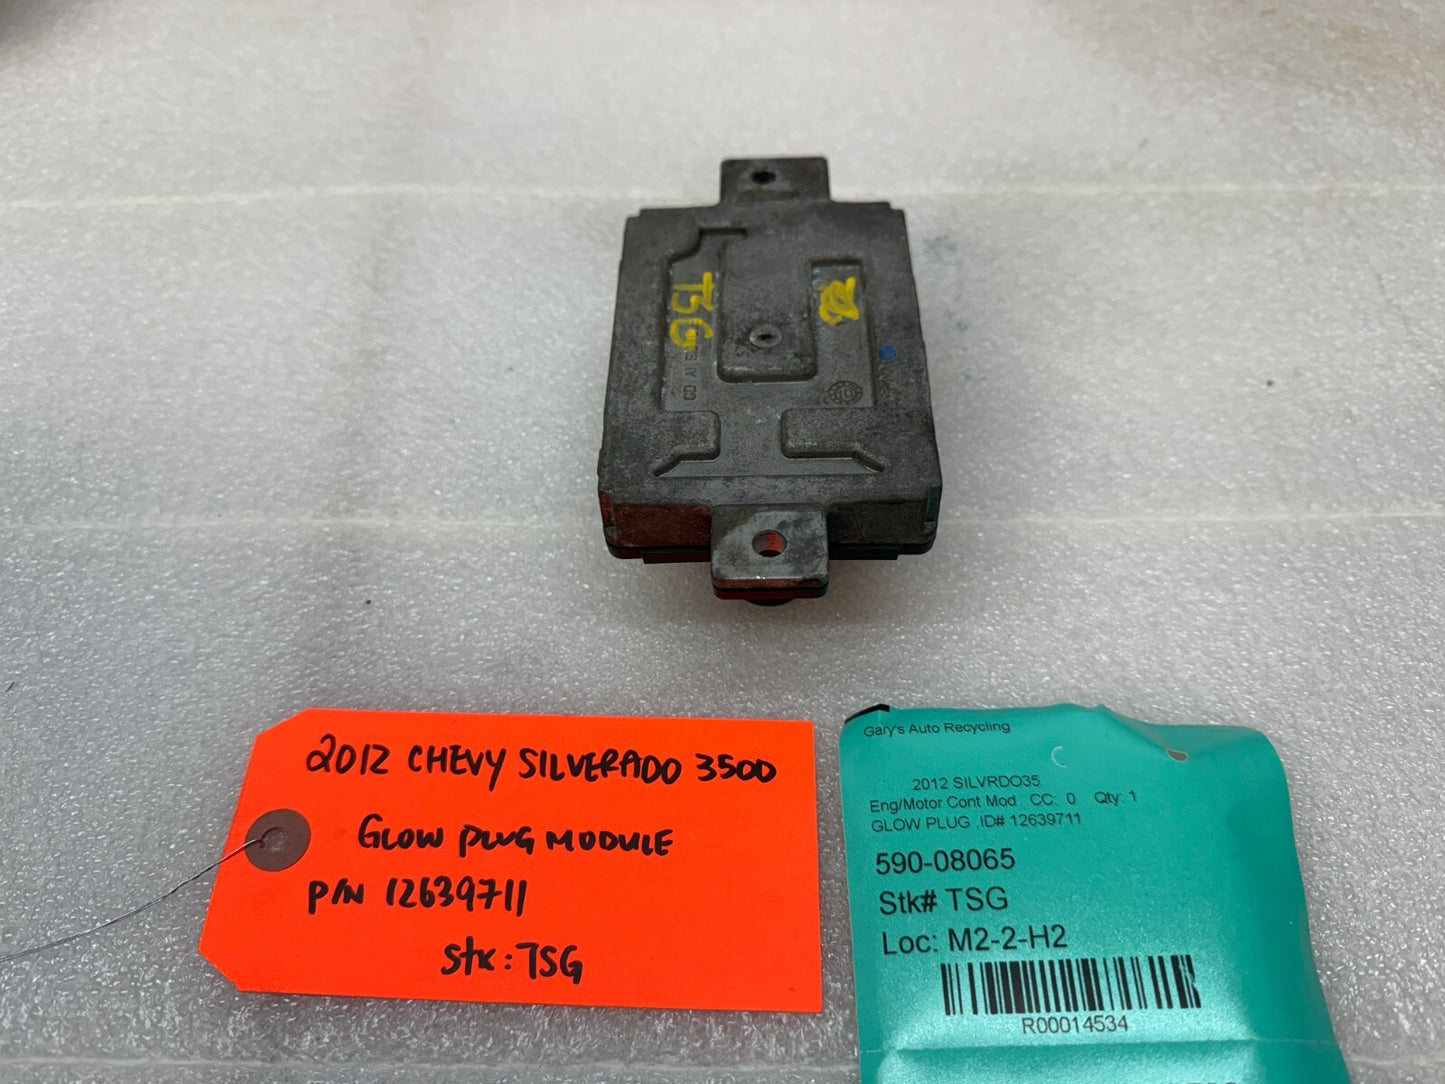 TSG
2012 CHEVY SILVERADO 3500
GLOW PLUG MODULE
P/N 12639711
Stk: TSG
Gary's Auto Recycling
2012 SILVRDO35
Eng/Motor Cont Mod CC: 0 Qty: 1
GLOW PLUG ID# 12639711
590-08065
Stk# TSG
Loc: M2-2-H2
R00014534